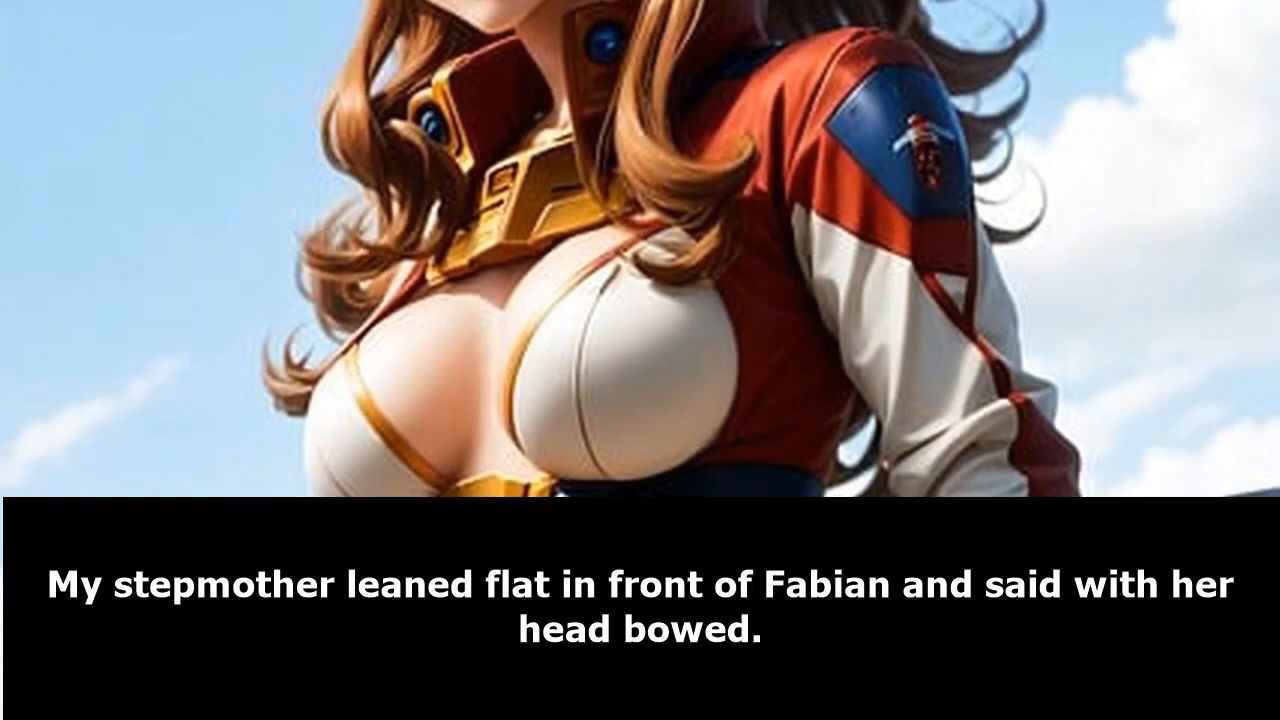 My stepmother leaned flat in front of Fabian and said with her
head bowed.